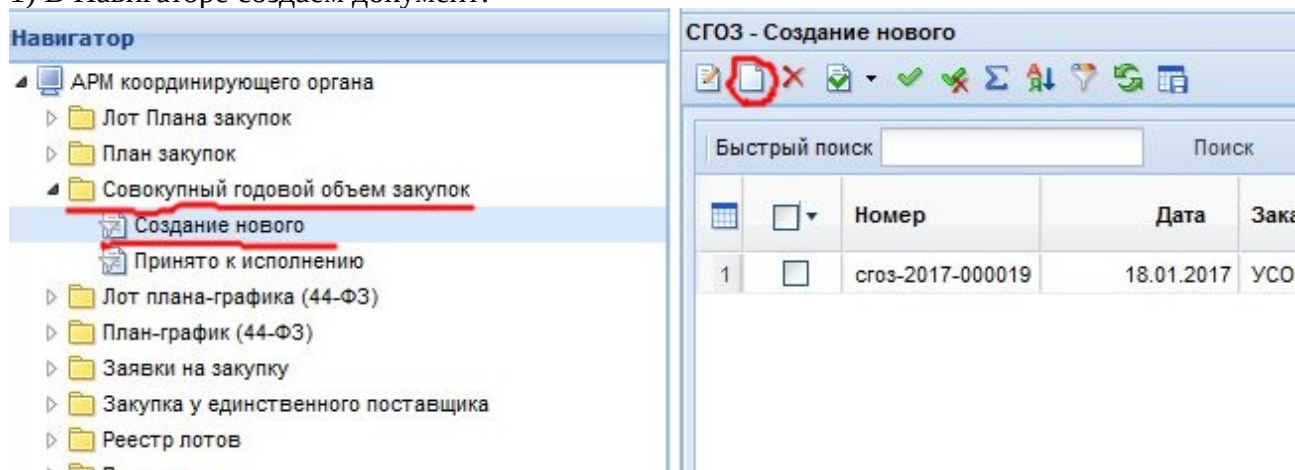 1) В Навигаторе создаем документ:
Навигатор
АРМ координирующего органа
Лот Плана закупок
План закупок
Совокупный годовой объем закупок
Создание нового
Принято к исполнению
Лот плана-графика (44-ФЗ)
План-график (44-ФЗ)
Заявки на закупку
Закупка у единственного поставщика
Реестр лотов
СГОЗ - Создание нового
Быстрый поиск Поиск
Номер Дата Зака
1 сгоз-2017-000019 18.01.2017 УСО